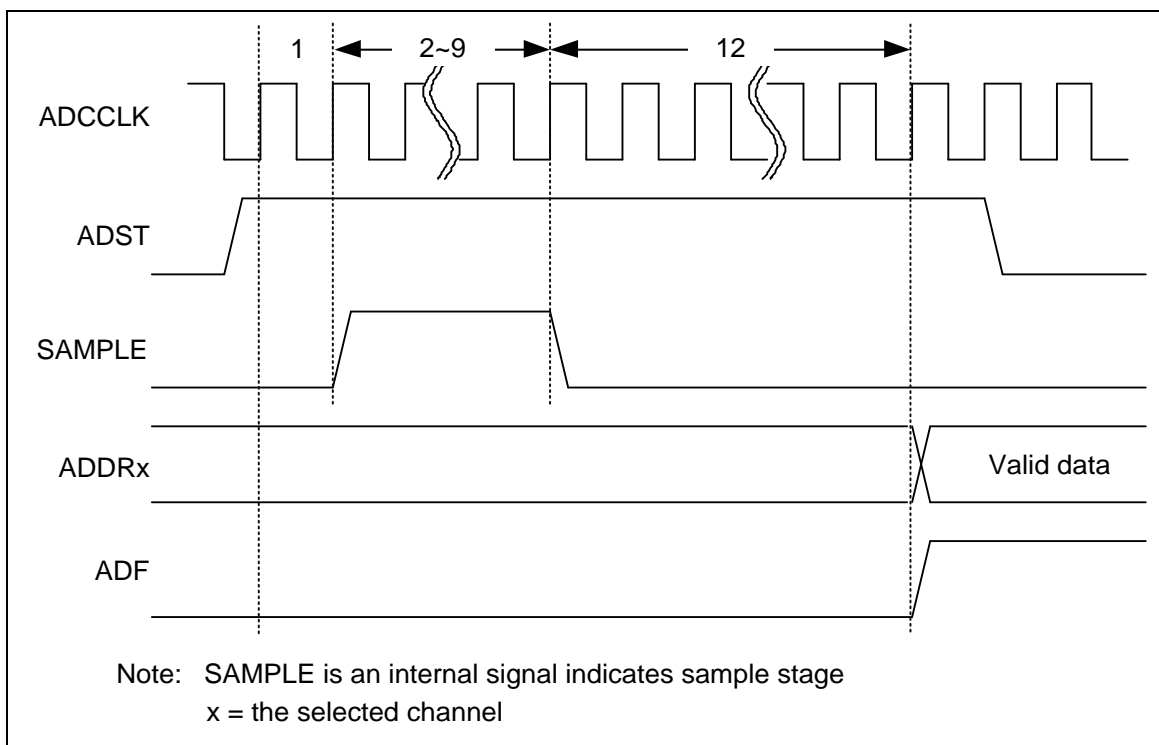 1 2~9 12
ADCCLK
ADST
SAMPLE
ADDRx Valid data
ADF
Note: SAMPLE is an internal signal indicates sample stage
x = the selected channel